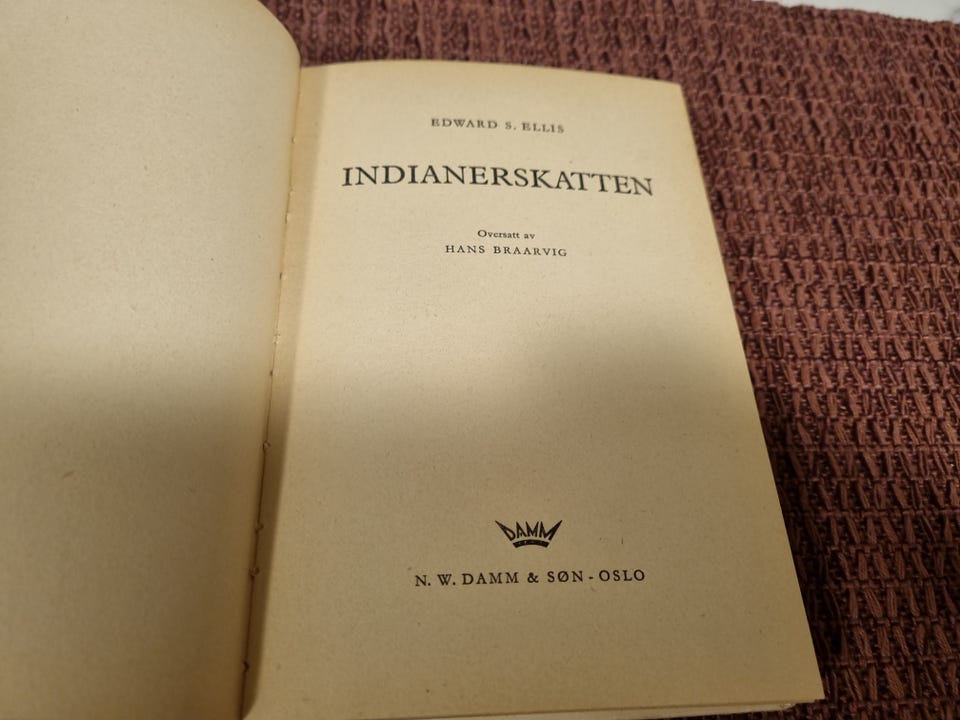 EDWARD S. ELLIS
INDIANERSKATTEN
Oversatt av
HANS BRAARVIG
DAMM
N. W. DAMM & SØN - OSLO